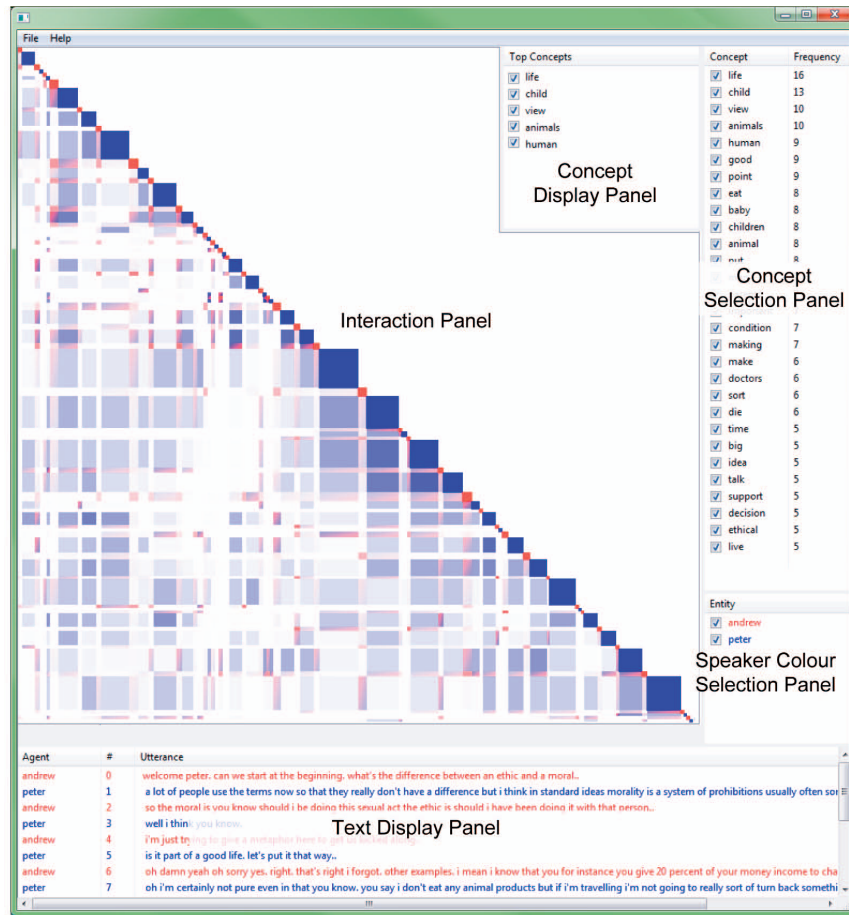 File Help
Top Concepts
life
child
view
animals
human
Concept
Display Panel
Concept Frequency
life 16
child 13
view 10
animals 10
human 9
good 9
point 9
eat 8
baby 8
children 8
animal 8
put 8
Concept
Selection Panel
condition 7
making 7
make 6
doctors 6
sort 6
die 6
time 5
big 5
idea 5
talk 5
support 5
decision 5
ethical 5
live 5
Interaction Panel
Entity
andrew
peter
Speaker Colour
Selection Panel
Agent # Utterance
andrew 0 welcome peter. can we start at the beginning. what's the difference between an ethic and a moral..
peter 1 a lot of people use the terms now so that they really don't have a difference but i think in standard ideas morality is a system of prohibitions usually often sor
andrew 2 so the moral is you know should i be doing this sexual act the ethic is should i have been doing it with that person..
peter 3 well i think you know.
Text Display Panel
andrew 4 i'm just trying to give a metaphor here to get us kicked along.
peter 5 is it part of a good life. let's put it that way..
andrew 6 oh damn yeah oh sorry yes. right. that's right i forgot. other examples. i mean i know that you for instance you give 20 percent of your money income to cha
peter 7 oh i'm certainly not pure even in that you know. you say i don't eat any animal products but if i'm travelling i'm not going to really sort of turn back somethi